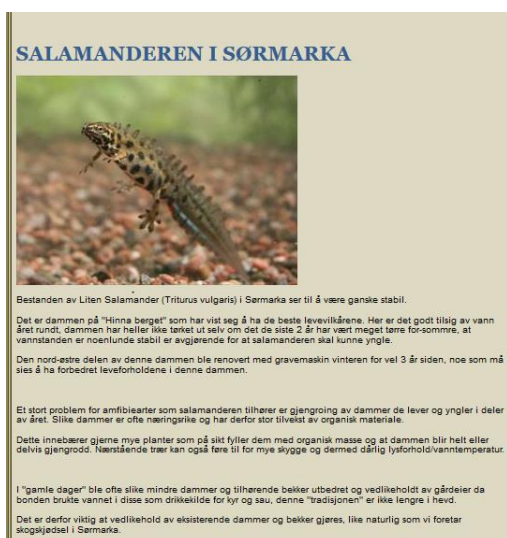 SALAMANDEREN I SØRMARKA
Bestanden av Liten Salamander (Triturus vulgaris) i Sørmarka ser til å være ganske stabil.
Det er dammen på "Hinna berget" som har vist seg å ha de beste levevilkårene. Her er det godt tilsig av vann
året rundt, dammen har heller ikke tørket ut selv om det de siste 2 år har vært meget tørre for-sommre, at
vannstanden er noenlunde stabil er avgjørende for at salamanderen skal kunne yngle.
Den nord-østre delen av denne dammen ble renovert med gravemaskin vinteren for vel 3 år siden, noe som må
sies å ha forbedret leveforholdene i denne dammen.
Et stort problem for amfibiearter som salamanderen tilhører er gjengroing av dammer de lever og yngler i deler
av året. Slike dammer er ofte næringsrike og har derfor stor tilvekst av organisk materiale.
Dette innebærer gjerne mye planter som på sikt fyller dem med organisk masse og at dammen blir helt eller
delvis gjengrodd. Nærstående trær kan også føre til for mye skygge og dermed dårlig lysforhold/vanntemperatur.
I "gamle dager" ble ofte slike mindre dammer og tilhørende bekker utbedret og vedlikeholdt av gårdeier da
bonden brukte vannet i disse som drikkekilde for kyr og sau, denne "tradisjonen" er ikke lengre i hevd.
Det er derfor viktig at vedlikehold av eksisterende dammer og bekker gjøres, like naturlig som vi foretar
skogskjødsel i Sørmarka.